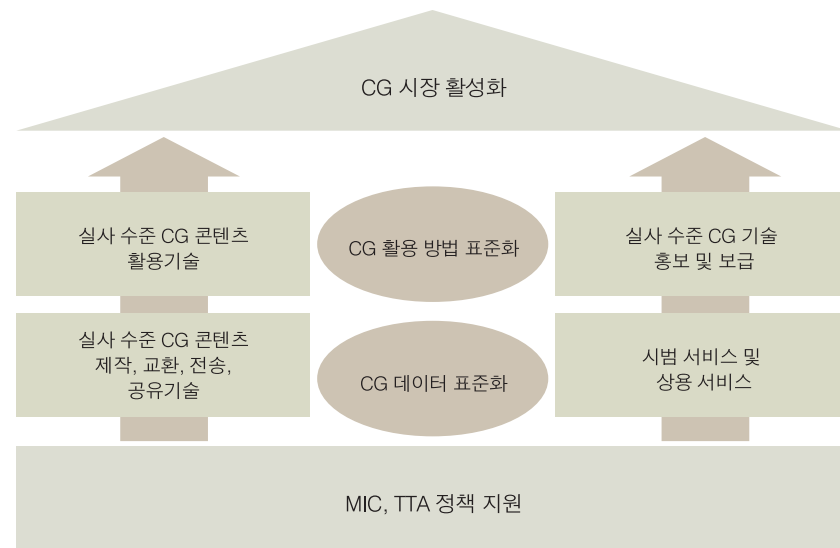 CG 시장 활성화
실사 수준 CG 콘텐츠
활용기술
CG 활용 방법 표준화
실사 수준 CG 기술
홍보 및 보급
실사 수준 CG 콘텐츠
제작, 교환, 전송,
공유기술
CG 데이터 표준화
시범 서비스 및
상용 서비스
MIC, TTA 정책 지원